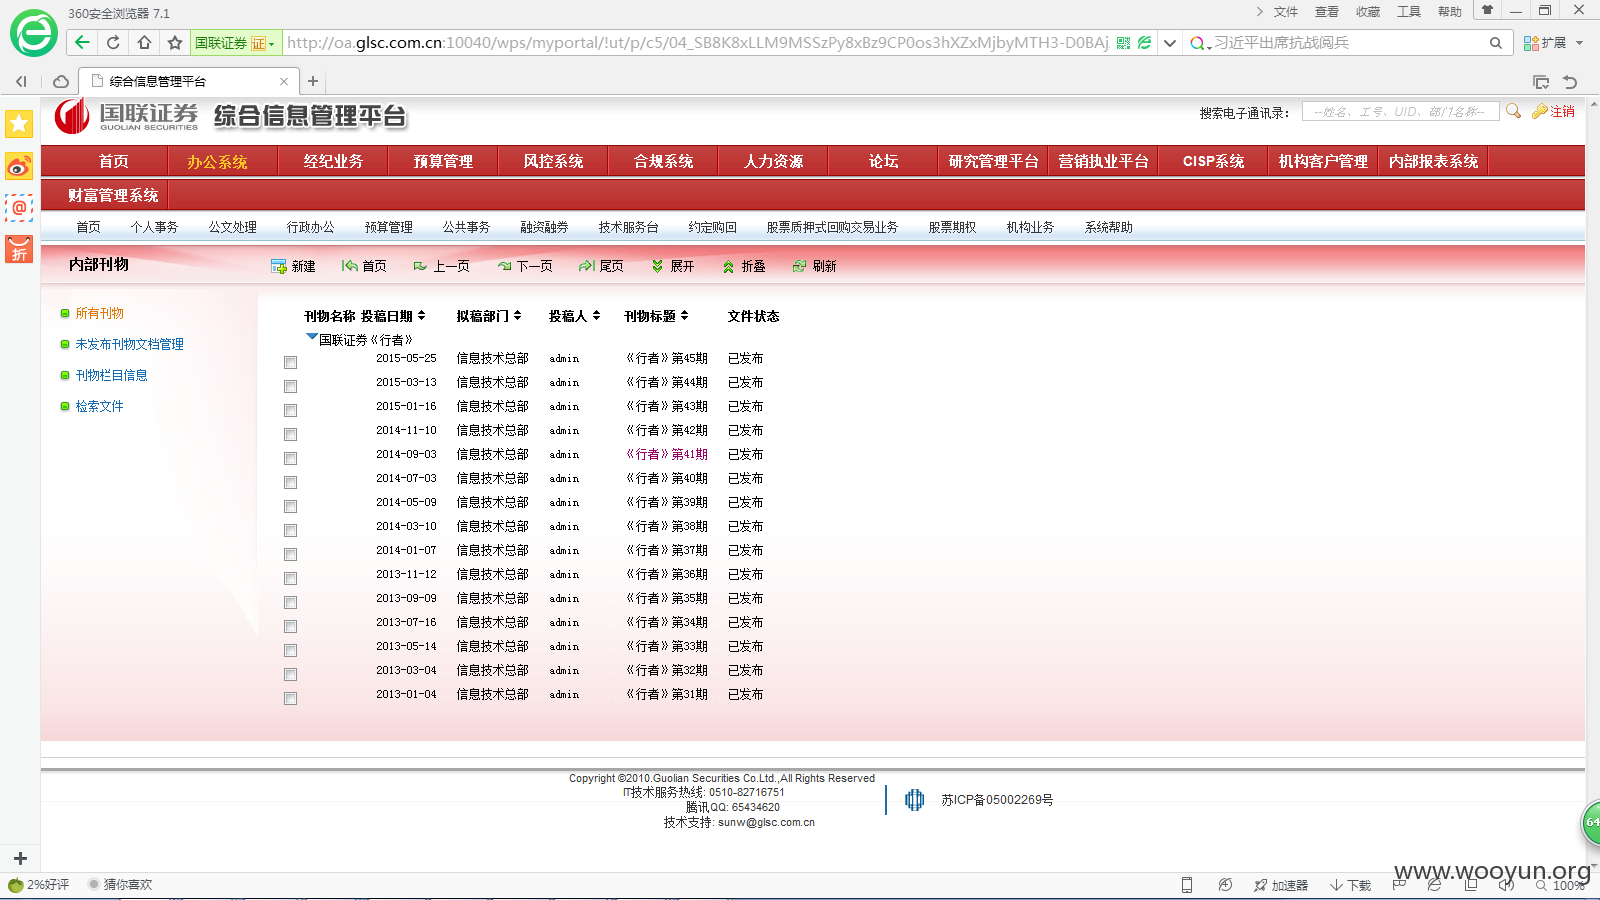 360安全浏览器 7.1
文件 查看 收藏 工具 帮助
国联证券 证 http://oa.glsc.com.cn:10040/wps/myportal/!ut/p/c5/04_SB8K8xLLM9MSSzPy8xBz9CP0os3hXZxMjbyMTH3-D0BAj 习近平出席抗战阅兵 扩展
综合信息管理平台
国联证券 GUOLIAN SECURITIES 综合信息管理平台
搜索电子通讯录: --姓名、工号、UID、部门名称-- 注销
首页 办公系统 经纪业务 预算管理 风控系统 合规系统 人力资源 论坛 研究管理平台 营销执业平台 CISP系统 机构客户管理 内部报表系统
财富管理系统
首页 个人事务 公文处理 行政办公 预算管理 公共事务 融资融券 技术服务台 约定购回 股票质押式回购交易业务 股票期权 机构业务 系统帮助
内部刊物
新建 首页 上一页 下一页 尾页 展开 折叠 刷新
所有刊物
未发布刊物文档管理
刊物栏目信息
检索文件
刊物名称 投稿日期 拟稿部门 投稿人 刊物标题 文件状态
国联证券《行者》
2015-05-25 信息技术总部 admin 《行者》第45期 已发布
2015-03-13 信息技术总部 admin 《行者》第44期 已发布
2015-01-16 信息技术总部 admin 《行者》第43期 已发布
2014-11-10 信息技术总部 admin 《行者》第42期 已发布
2014-09-03 信息技术总部 admin 《行者》第41期 已发布
2014-07-03 信息技术总部 admin 《行者》第40期 已发布
2014-05-09 信息技术总部 admin 《行者》第39期 已发布
2014-03-10 信息技术总部 admin 《行者》第38期 已发布
2014-01-07 信息技术总部 admin 《行者》第37期 已发布
2013-11-12 信息技术总部 admin 《行者》第36期 已发布
2013-09-09 信息技术总部 admin 《行者》第35期 已发布
2013-07-16 信息技术总部 admin 《行者》第34期 已发布
2013-05-14 信息技术总部 admin 《行者》第33期 已发布
2013-03-04 信息技术总部 admin 《行者》第32期 已发布
2013-01-04 信息技术总部 admin 《行者》第31期 已发布
Copyright ©2010.Guolian Securities Co.Ltd.,All Rights Reserved
IT技术服务热线: 0510-82716751
腾讯QQ: 65434620
技术支持: sunw@glsc.com.cn
苏ICP备05002269号
折
64
www.wooyun.org
2%好评 猜你喜欢 加速器 下载 100%